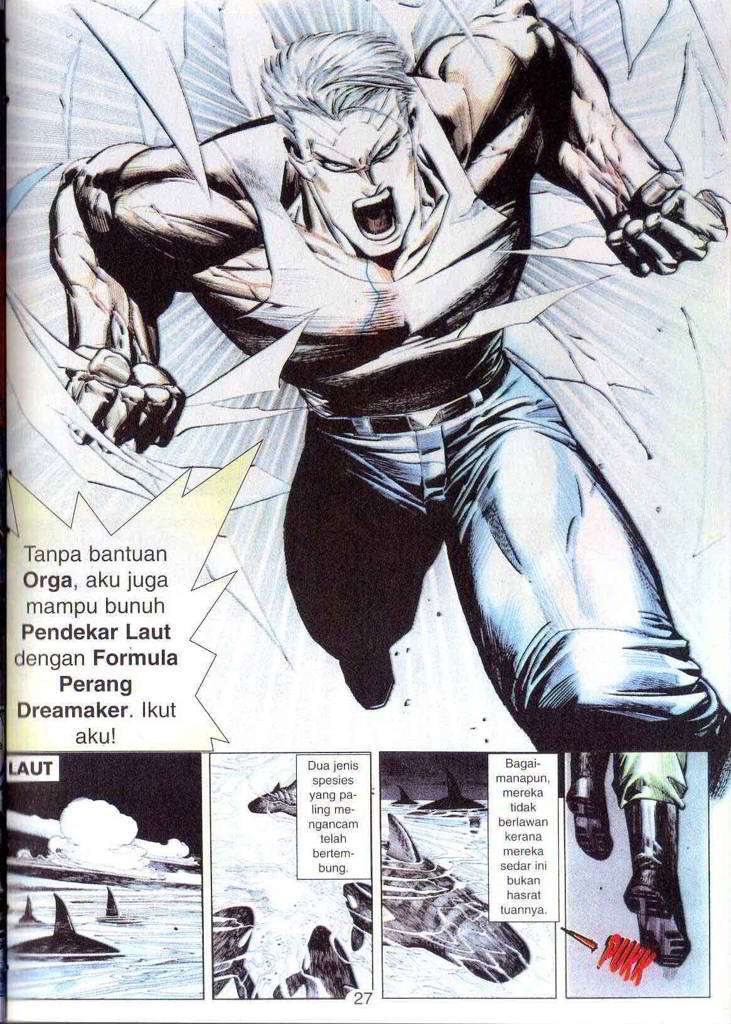 Tanpa bantuan
Orga, aku juga
mampu bunuh
Pendekar Laut
dengan Formula
Perang
Dreamaker. Ikut
aku!
LAUT
Dua jenis
spesies
yang pa-
ling me-
ngancam
telah
bertem-
bung.
Bagai-
manapun,
mereka
tidak
berlawan
kerana
mereka
sedar ini
bukan
hasrat
tuannya.
PUKK
27